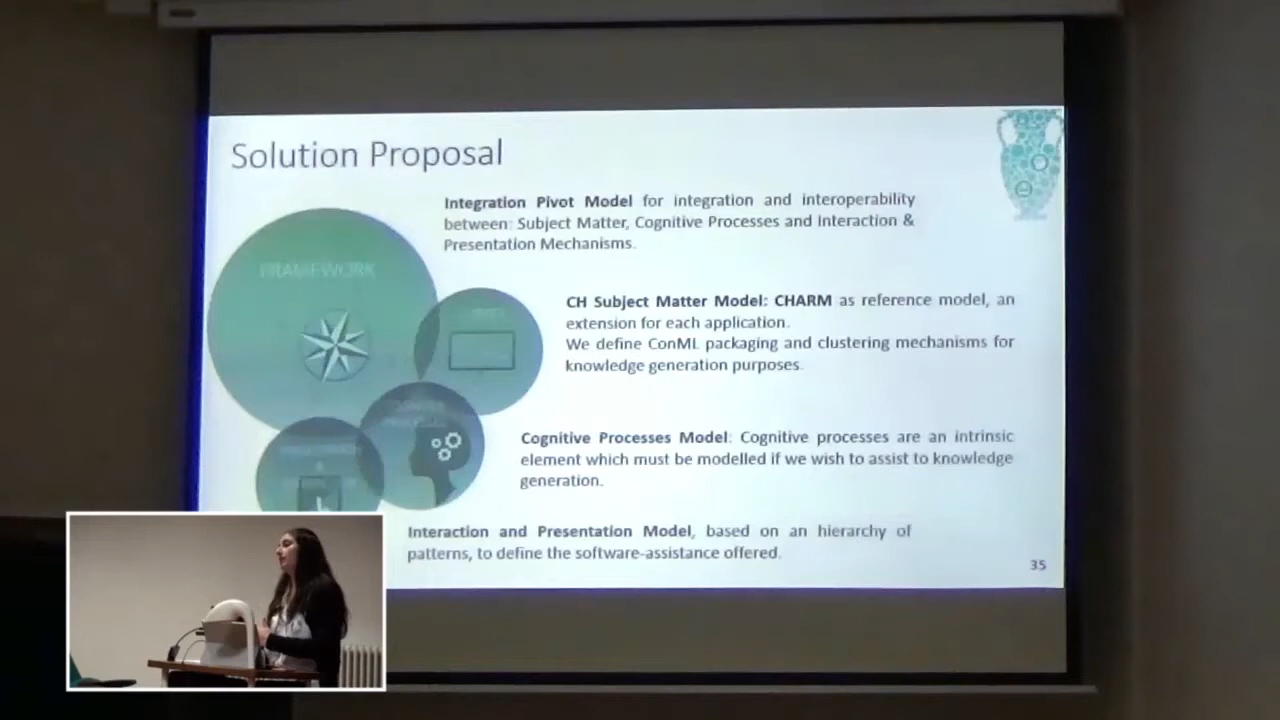 Solution Proposal
Integration Pivot Model for integration and interoperability
between: Subject Matter, Cognitive Processes and Interaction &
Presentation Mechanisms.
FRAMEWORK
CH Subject Matter Model: CHARM as reference model, an
extension for each application.
We define ConML packaging and clustering mechanisms for
knowledge generation purposes.
Cognitive Processes Model: Cognitive processes are an intrinsic
element which must be modelled if we wish to assist to knowledge
generation.
Interaction and Presentation Model, based on an hierarchy of
patterns, to define the software-assistance offered.
35